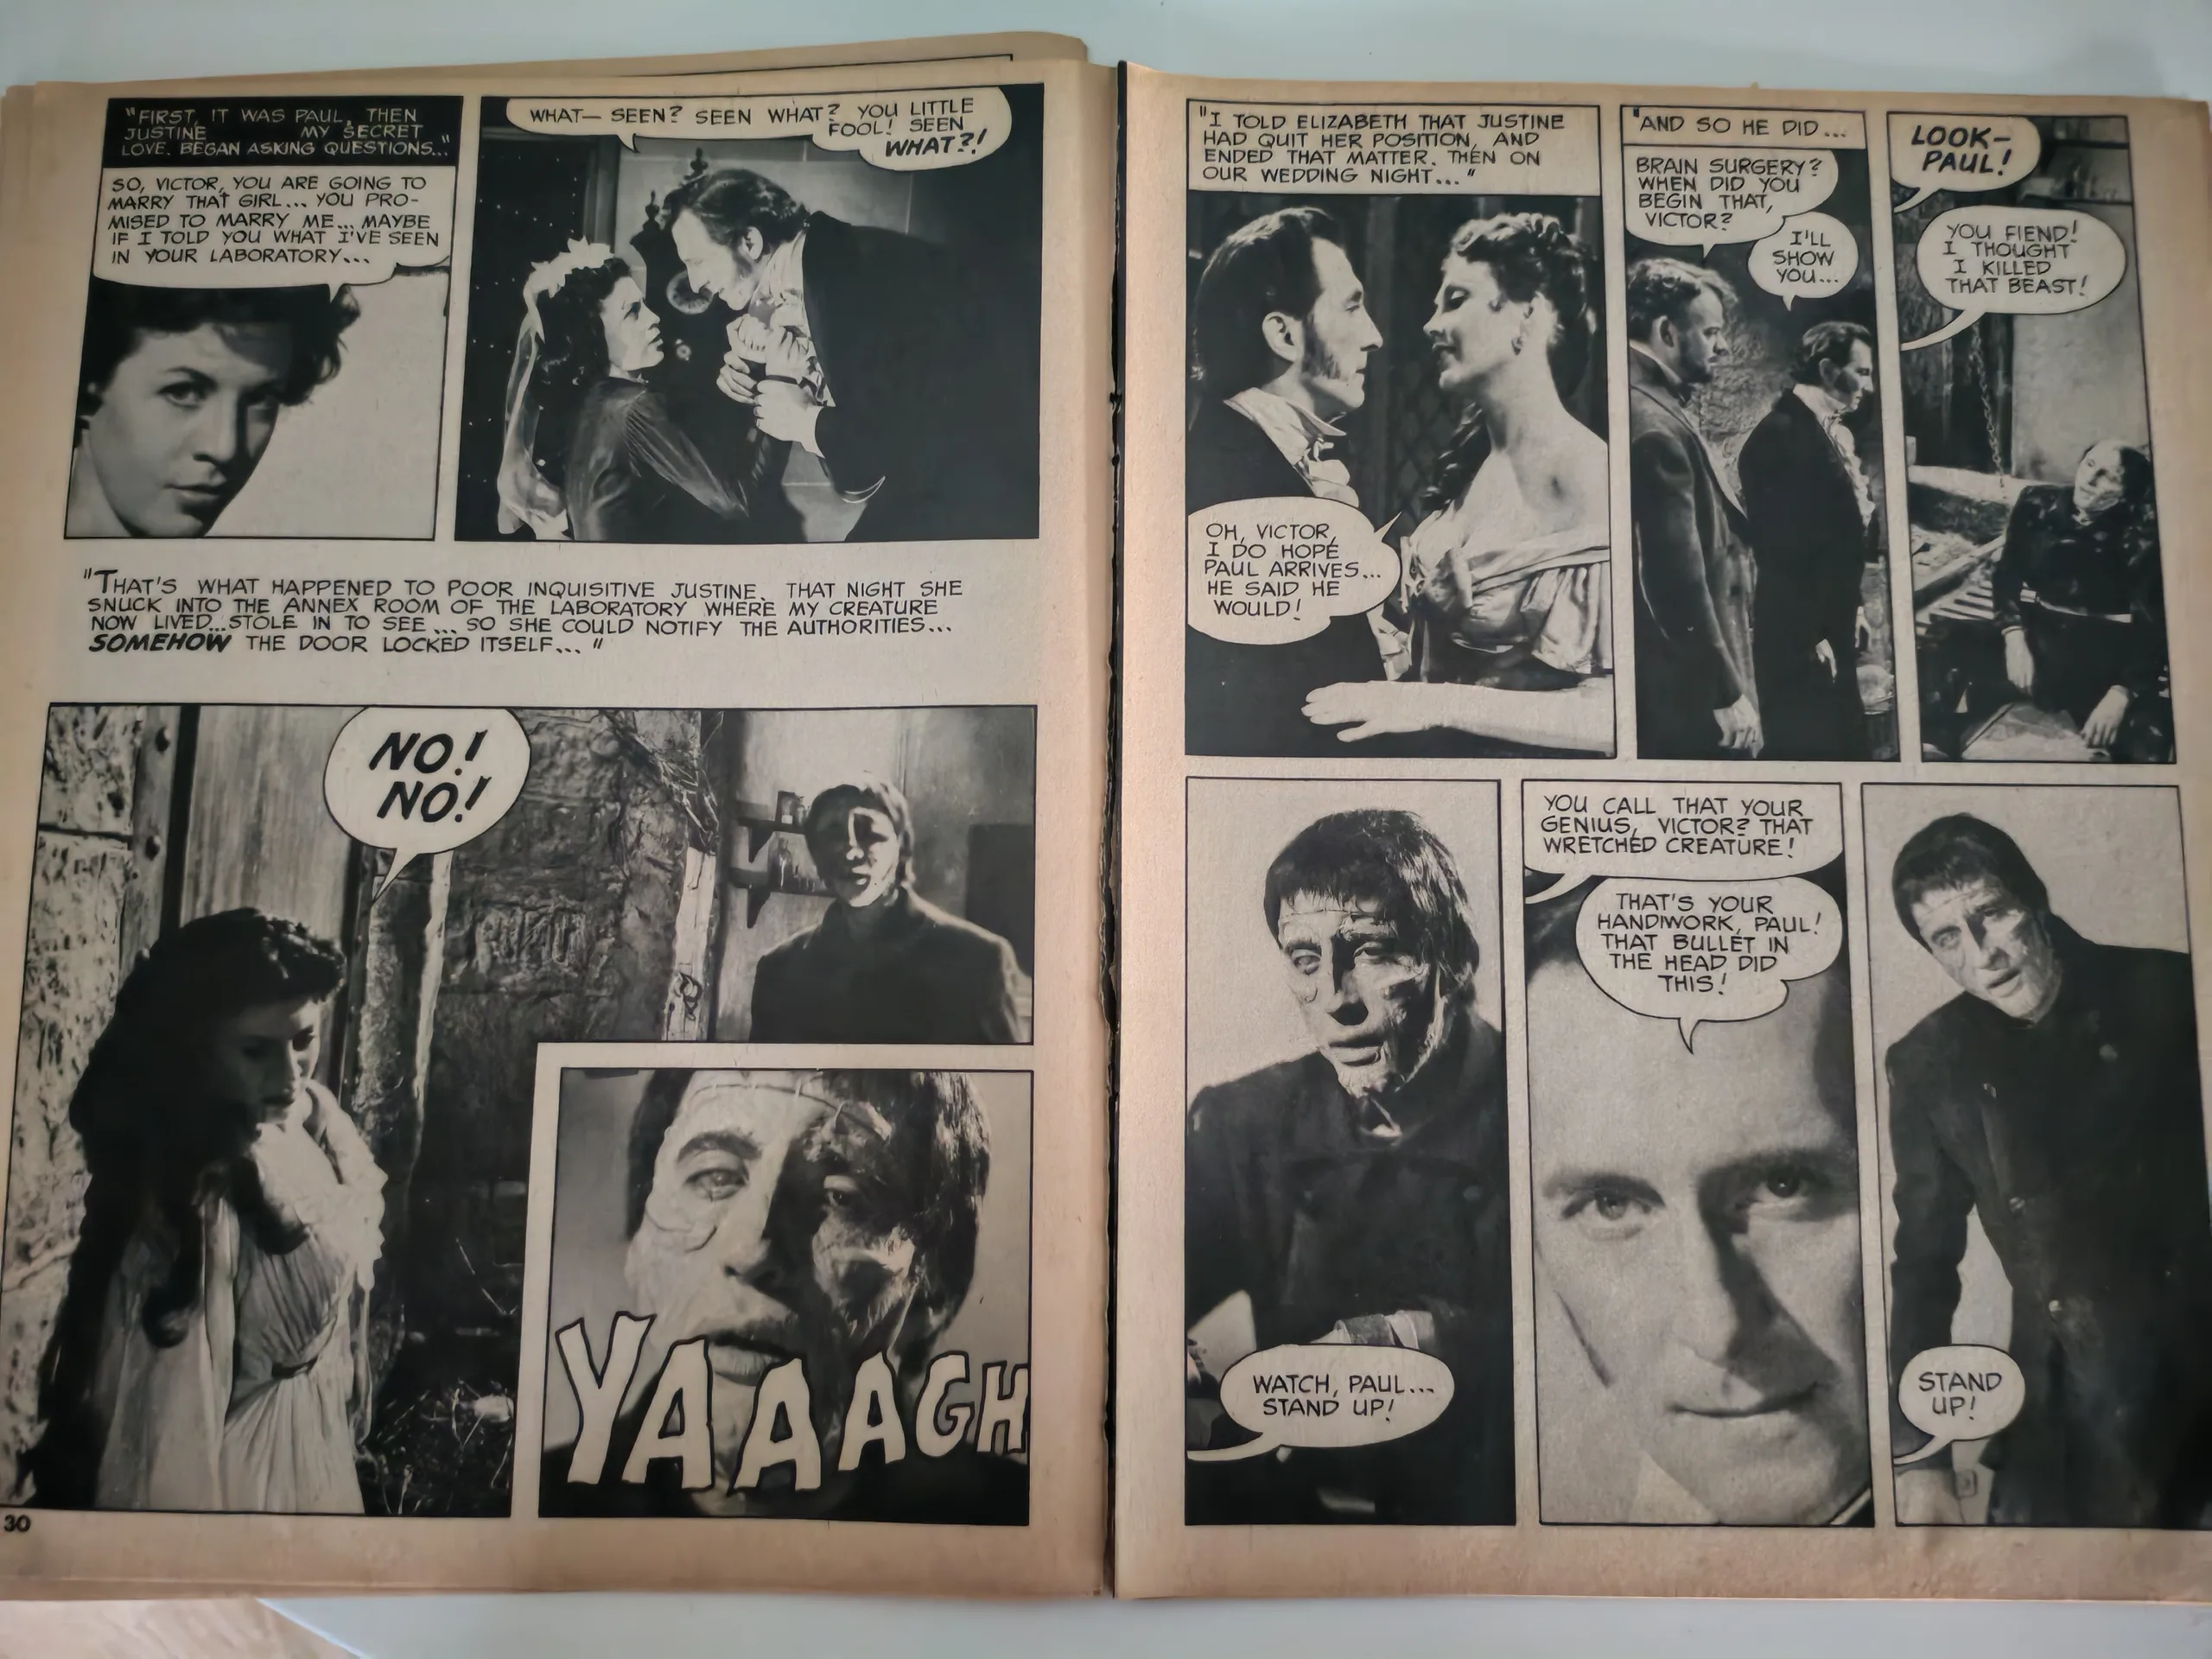 "FIRST, IT WAS PAUL, THEN
JUSTINE MY SECRET
LOVE. BEGAN ASKING QUESTIONS..."
SO, VICTOR, YOU ARE GOING TO
MARRY THAT GIRL... YOU PRO-
MISED TO MARRY ME... MAYBE
IF I TOLD YOU WHAT I'VE SEEN
IN YOUR LABORATORY...
WHAT— SEEN? SEEN WHAT? YOU LITTLE
FOOL! SEEN
WHAT?!
"THAT'S WHAT HAPPENED TO POOR INQUISITIVE JUSTINE. THAT NIGHT SHE
SNUCK INTO THE ANNEX ROOM OF THE LABORATORY WHERE MY CREATURE
NOW LIVED...STOLE IN TO SEE... SO SHE COULD NOTIFY THE AUTHORITIES...
SOMEHOW THE DOOR LOCKED ITSELF... "
NO!
NO!
YAAAGH
30
"I TOLD ELIZABETH THAT JUSTINE
HAD QUIT HER POSITION, AND
ENDED THAT MATTER. THEN ON
OUR WEDDING NIGHT... "
OH, VICTOR,
I DO HOPE
PAUL ARRIVES...
HE SAID HE
WOULD!
"AND SO HE DID...
BRAIN SURGERY?
WHEN DID YOU
BEGIN THAT,
VICTOR?
I'LL
SHOW
YOU...
LOOK—
PAUL!
YOU FIEND!
I THOUGHT
I KILLED
THAT BEAST!
WATCH, PAUL...
STAND UP!
YOU CALL THAT YOUR
GENIUS, VICTOR? THAT
WRETCHED CREATURE!
THAT'S YOUR
HANDIWORK, PAUL!
THAT BULLET IN
THE HEAD DID
THIS!
STAND
UP!